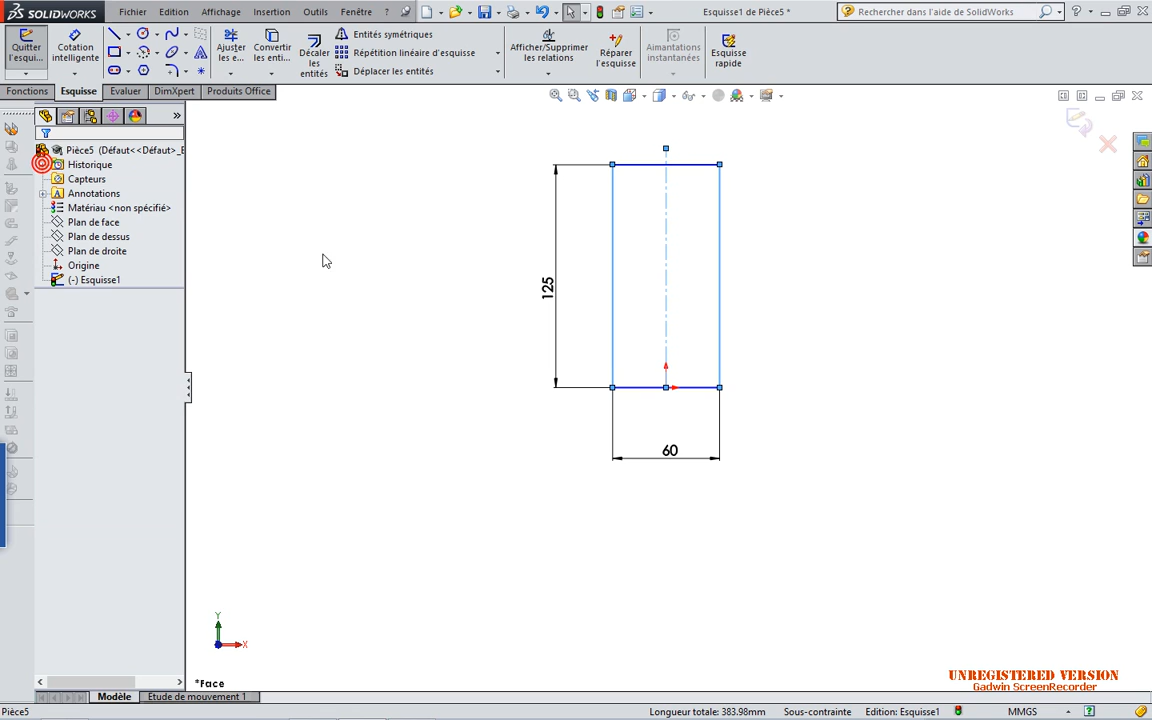 SOLIDWORKS
Fichier Edition Affichage Insertion Outils Fenêtre ?
Esquisse1 de Pièce5 *
Rechercher dans l'aide de SolidWorks
Quitter l'esqui...
Cotation intelligente
Ajuster les e...
Convertir les enti...
Décaler les entités
Entités symétriques
Répétition linéaire d'esquisse
Déplacer les entités
Afficher/Supprimer les relations
Réparer l'esquisse
Aimantations instantanées
Esquisse rapide
Fonctions Esquisse Evaluer DimXpert Produits Office
Pièce5 (Défaut<<Défaut>_E
Historique
Capteurs
Annotations
Matériau <non spécifié>
Plan de face
Plan de dessus
Plan de droite
Origine
(-) Esquisse1
125
60
Y
X
*Face
UNREGISTERED VERSION
Gadwin ScreenRecorder
Modèle Etude de mouvement 1
Pièce5 Longueur totale: 383.98mm Sous-contrainte Edition: Esquisse1 MMGS